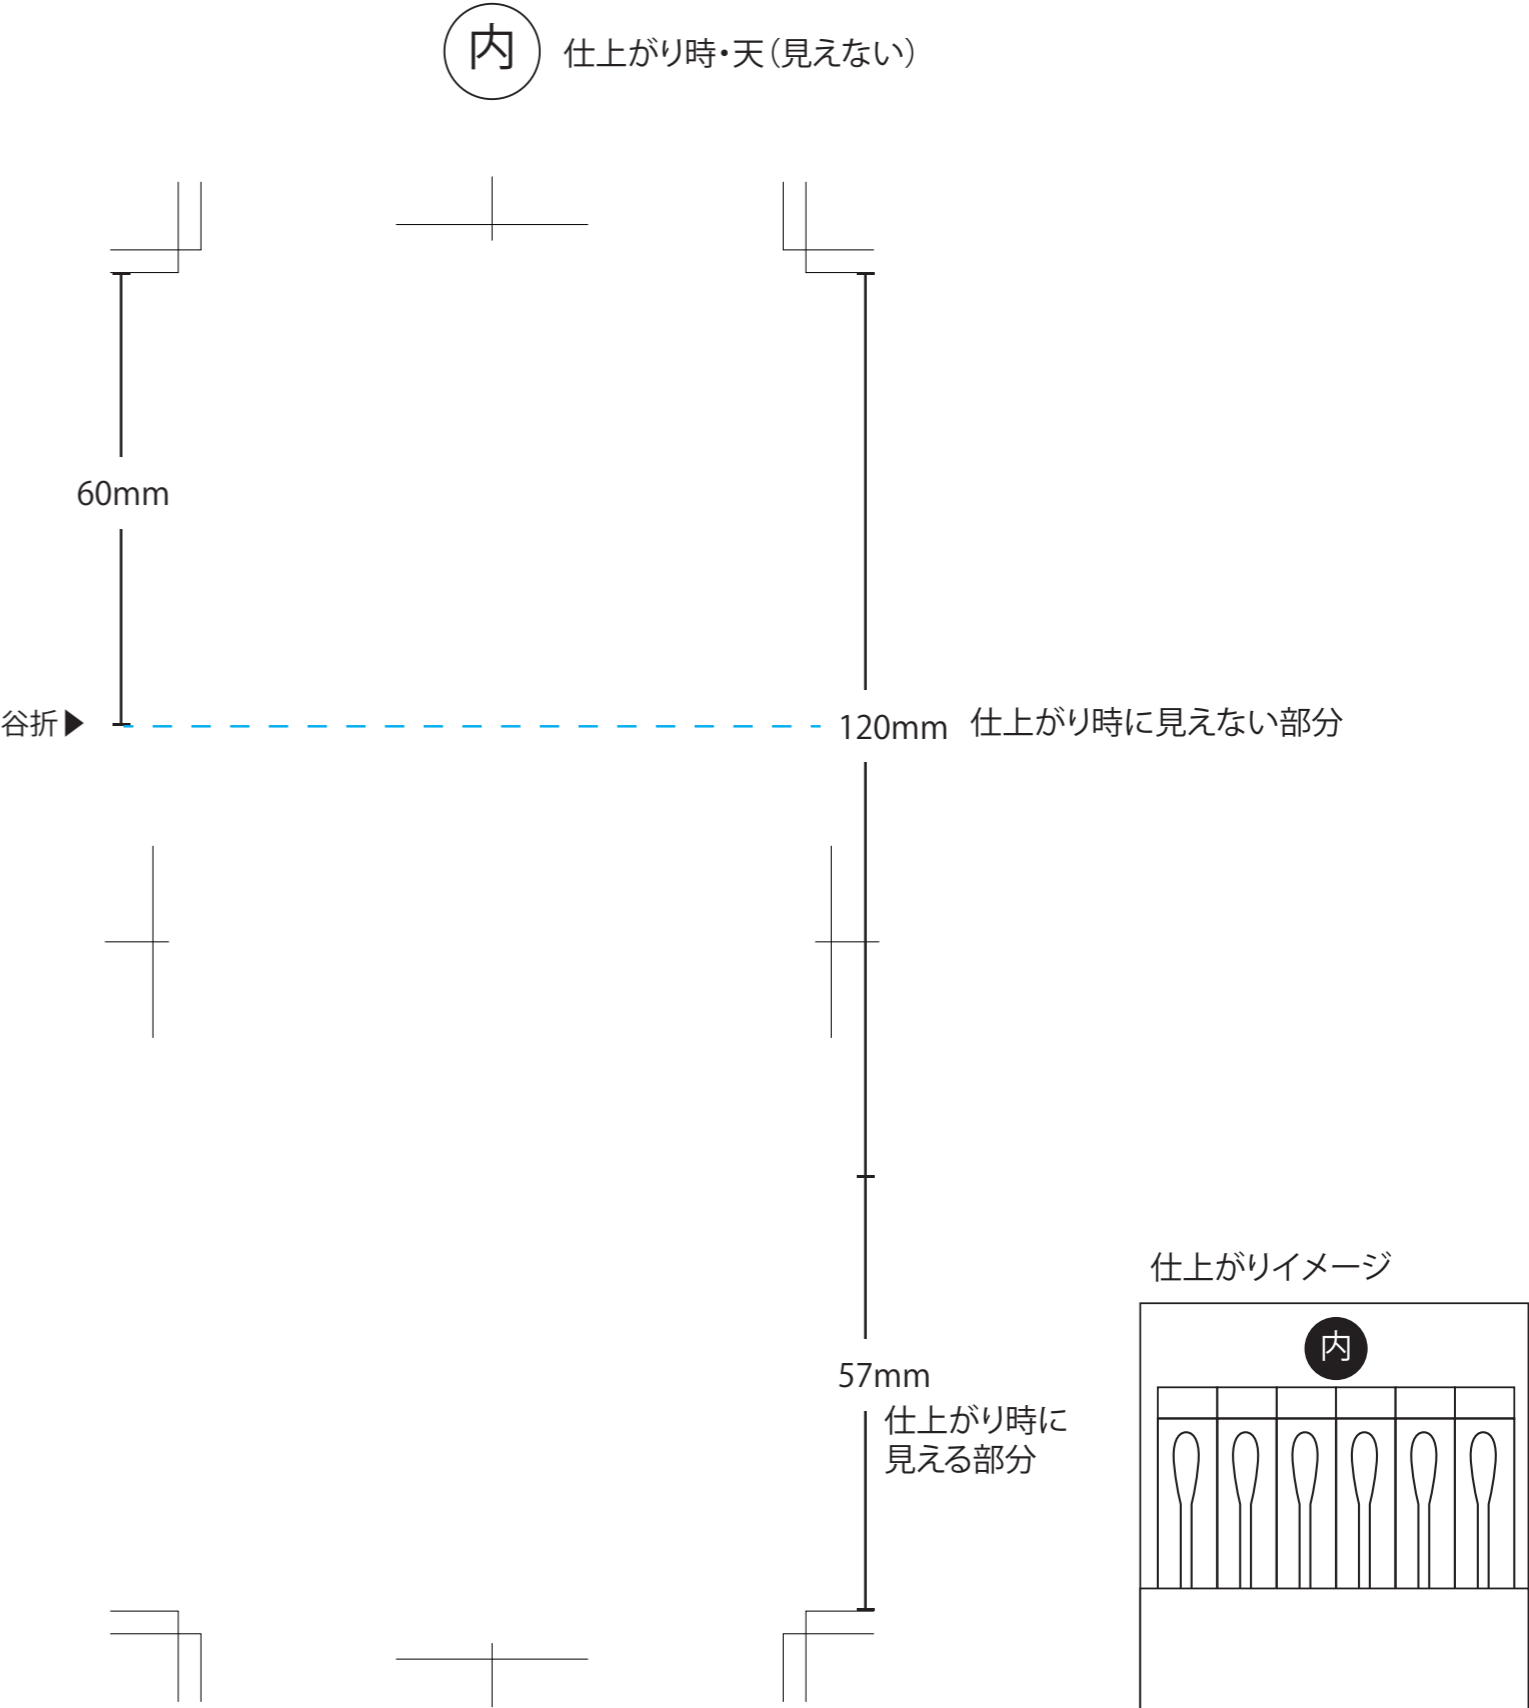 内 仕上がり時・天（見えない）
60mm
谷折▶
120mm 仕上がり時に見えない部分
57mm
仕上がり時に
見える部分
仕上がりイメージ
内